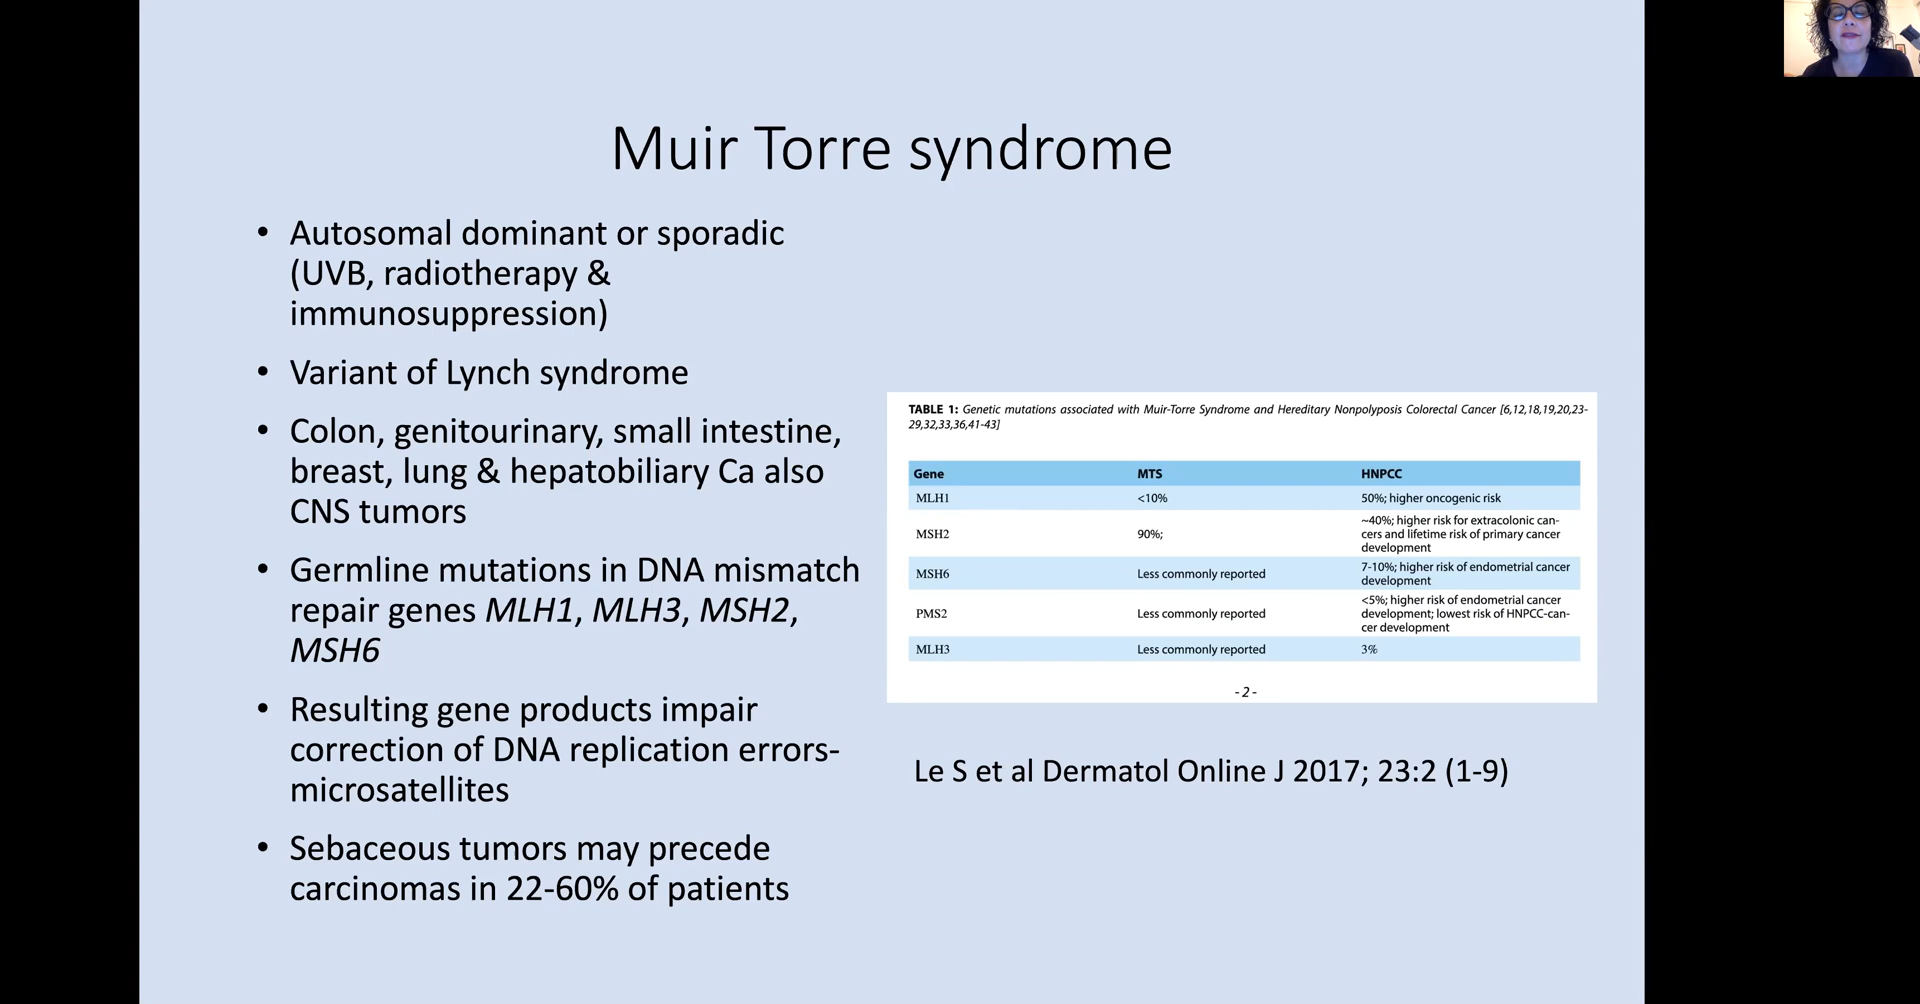 Muir Torre syndrome
• Autosomal dominant or sporadic
(UVB, radiotherapy &
immunosuppression)
• Variant of Lynch syndrome
• Colon, genitourinary, small intestine,
breast, lung & hepatobiliary Ca also
CNS tumors
• Germline mutations in DNA mismatch
repair genes MLH1, MLH3, MSH2,
MSH6
• Resulting gene products impair
correction of DNA replication errors-
microsatellites
• Sebaceous tumors may precede
carcinomas in 22-60% of patients
TABLE 1: Genetic mutations associated with Muir-Torre Syndrome and Hereditary Nonpolyposis Colorectal Cancer [6,12,18,19,20,23-
29,32,33,36,41-43]
Gene MTS HNPCC
MLH1 <10% 50%; higher oncogenic risk
~40%; higher risk for extracolonic can-
MSH2 90%; cers and lifetime risk of primary cancer
development
MSH6 Less commonly reported 7-10%; higher risk of endometrial cancer
development
<5%; higher risk of endometrial cancer
PMS2 Less commonly reported development; lowest risk of HNPCC-can-
cer development
MLH3 Less commonly reported 3%
- 2 -
Le S et al Dermatol Online J 2017; 23:2 (1-9)